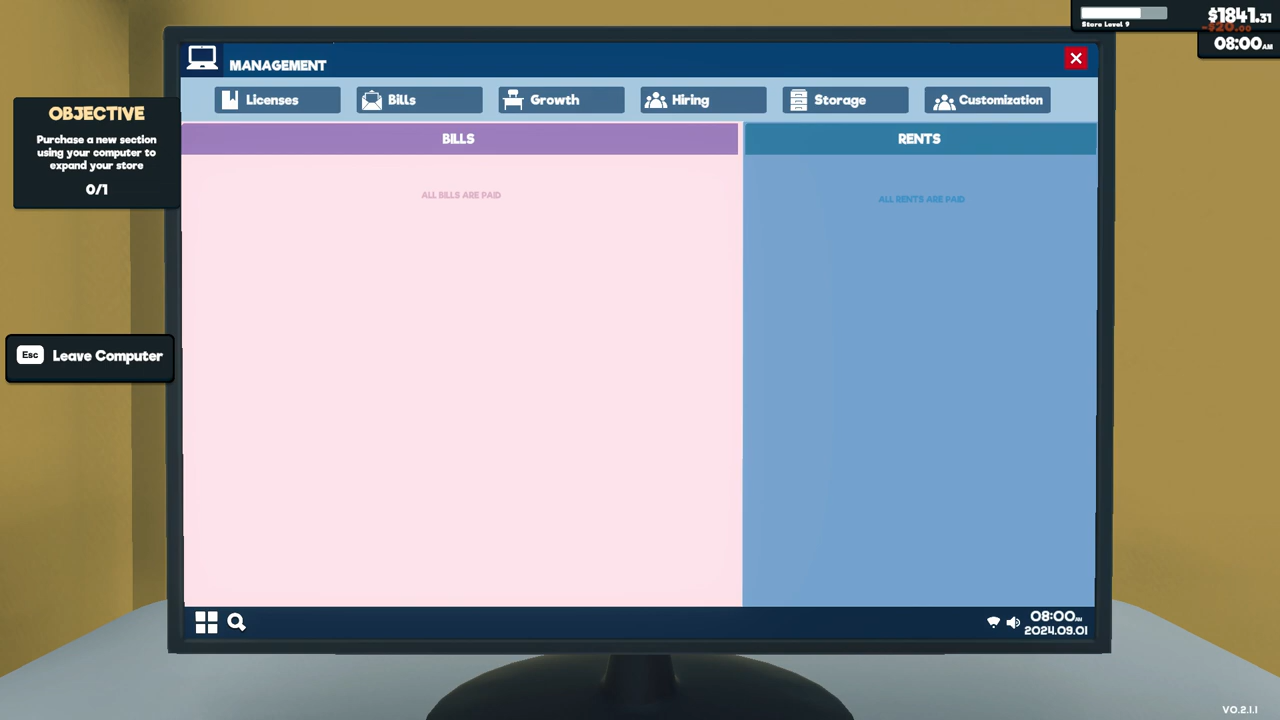 $1841.31
-$20.00
Store Level 9
08:00AM
MANAGEMENT
Licenses
Bills
Growth
Hiring
Storage
Customization
OBJECTIVE
Purchase a new section
using your computer to
expand your store
0/1
BILLS
RENTS
ALL BILLS ARE PAID
ALL RENTS ARE PAID
Esc Leave Computer
08:00AM
2024.09.01
V0.2.1.1